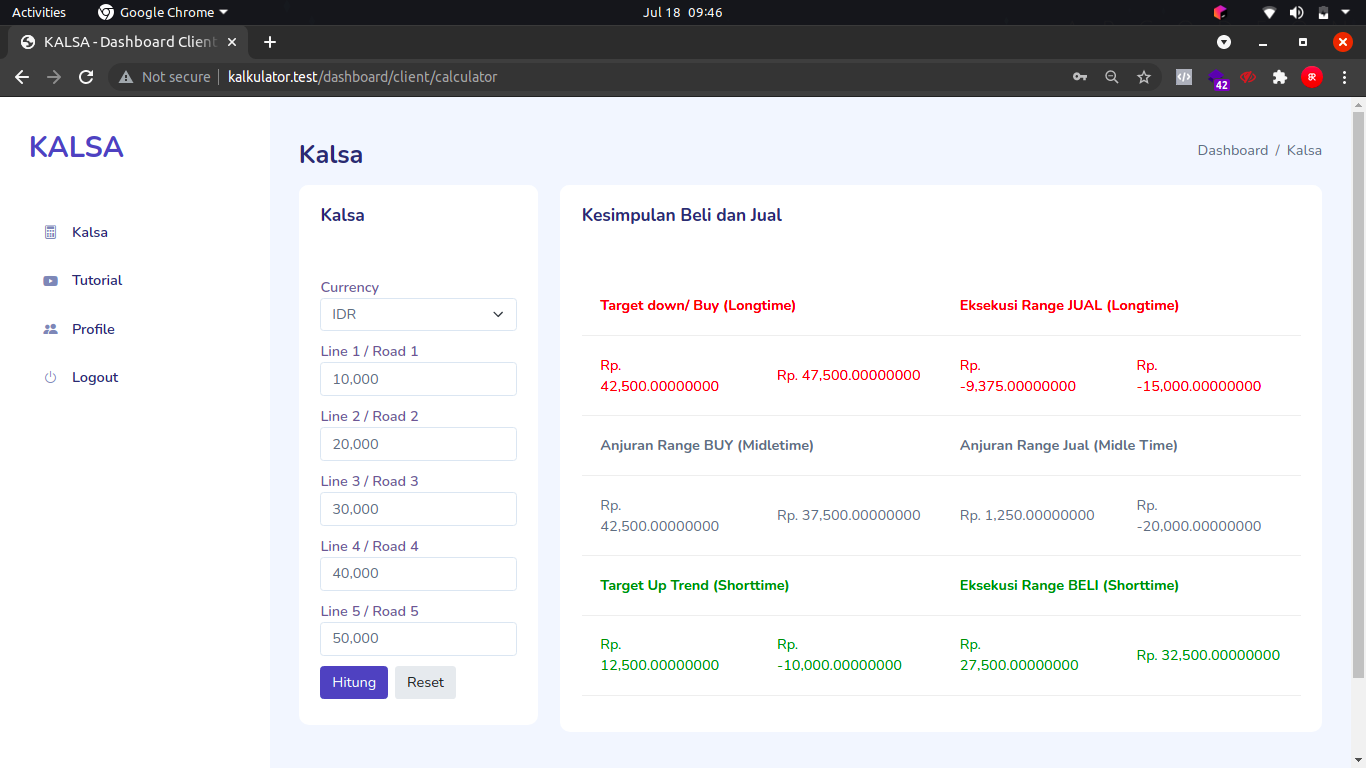 Activities Google Chrome Jul 18 09:46
KALSA - Dashboard Client
Not secure kalkulator.test/dashboard/client/calculator
42
KALSA
Kalsa
Tutorial
Profile
Logout
Kalsa
Dashboard / Kalsa
Kalsa
Currency
IDR
Line 1 / Road 1
10,000
Line 2 / Road 2
20,000
Line 3 / Road 3
30,000
Line 4 / Road 4
40,000
Line 5 / Road 5
50,000
Hitung Reset
Kesimpulan Beli dan Jual
Target down/ Buy (Longtime) Eksekusi Range JUAL (Longtime)
Rp. 42,500.00000000 Rp. 47,500.00000000 Rp. -9,375.00000000 Rp. -15,000.00000000
Anjuran Range BUY (Midletime) Anjuran Range Jual (Midle Time)
Rp. 42,500.00000000 Rp. 37,500.00000000 Rp. 1,250.00000000 Rp. -20,000.00000000
Target Up Trend (Shorttime) Eksekusi Range BELI (Shorttime)
Rp. 12,500.00000000 Rp. -10,000.00000000 Rp. 27,500.00000000 Rp. 32,500.00000000